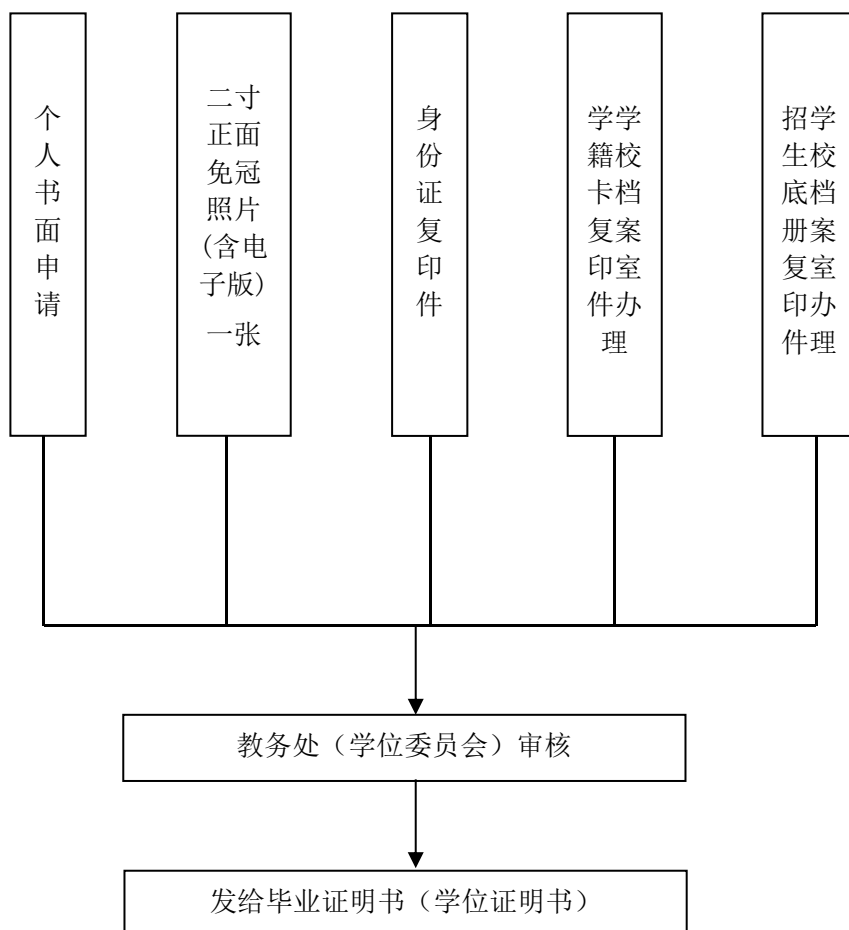 个人书面申请
二寸
正面
免冠
照片
(含电
子版)
一张
身份证复印件
学校档案室办理
学籍卡复印件
学校档案室办理
招生底册复印件
教务处（学位委员会）审核
发给毕业证明书（学位证明书）